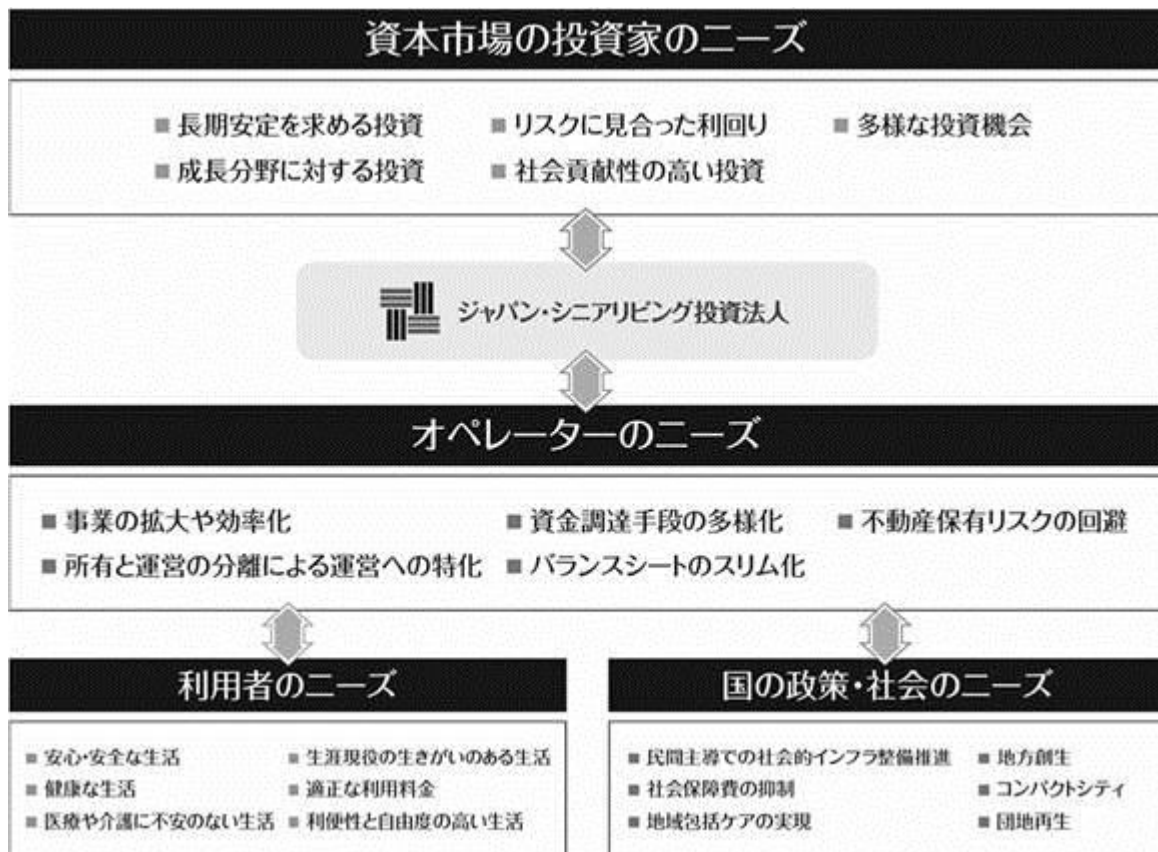 資本市場の投資家のニーズ
■ 長期安定を求める投資 ■ リスクに見合った利回り ■ 多様な投資機会
■ 成長分野に対する投資 ■ 社会貢献性の高い投資
ジャパン・シニアリビング投資法人
オペレーターのニーズ
■ 事業の拡大や効率化 ■ 資金調達手段の多様化 ■ 不動産保有リスクの回避
■ 所有と運営の分離による運営への特化 ■ バランスシートのスリム化
利用者のニーズ
■ 安心・安全な生活 ■ 生涯現役の生きがいのある生活
■ 健康な生活 ■ 適正な利用料金
■ 医療や介護に不安のない生活 ■ 利便性と自由度の高い生活
国の政策・社会のニーズ
■ 民間主導での社会的インフラ整備推進 ■ 地方創生
■ 社会保障費の抑制 ■ コンパクトシティ
■ 地域包括ケアの実現 ■ 団地再生